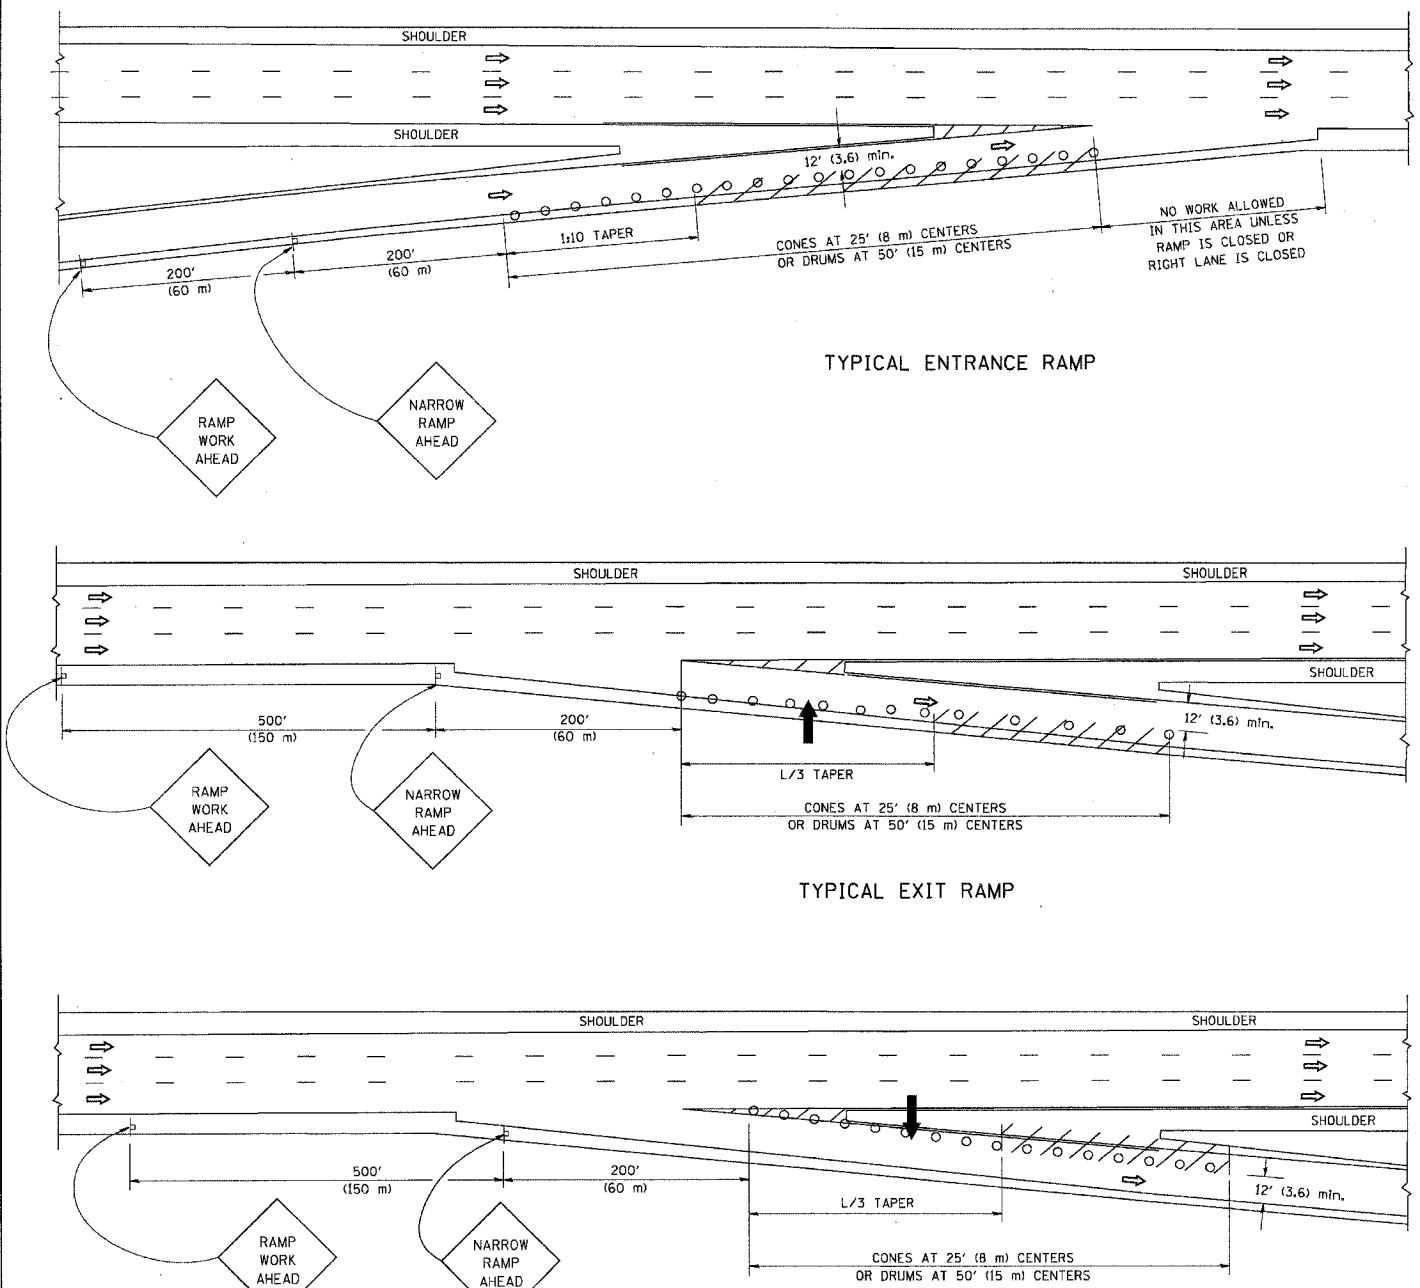 SHOULDER
SHOULDER
12' (3.6) min.
1:10 TAPER
200'
(60 m)
200'
(60 m)
CONES AT 25' (8 m) CENTERS
OR DRUMS AT 50' (15 m) CENTERS
NO WORK ALLOWED
IN THIS AREA UNLESS
RAMP IS CLOSED OR
RIGHT LANE IS CLOSED
TYPICAL ENTRANCE RAMP
RAMP
WORK
AHEAD
NARROW
RAMP
AHEAD
SHOULDER
SHOULDER
SHOULDER
500'
(150 m)
200'
(60 m)
12' (3.6) min.
L/3 TAPER
RAMP
WORK
AHEAD
NARROW
RAMP
AHEAD
CONES AT 25' (8 m) CENTERS
OR DRUMS AT 50' (15 m) CENTERS
TYPICAL EXIT RAMP
SHOULDER
SHOULDER
SHOULDER
500'
(150 m)
200'
(60 m)
12' (3.6) min.
L/3 TAPER
RAMP
WORK
AHEAD
NARROW
RAMP
AHEAD
CONES AT 25' (8 m) CENTERS
OR DRUMS AT 50' (15 m) CENTERS